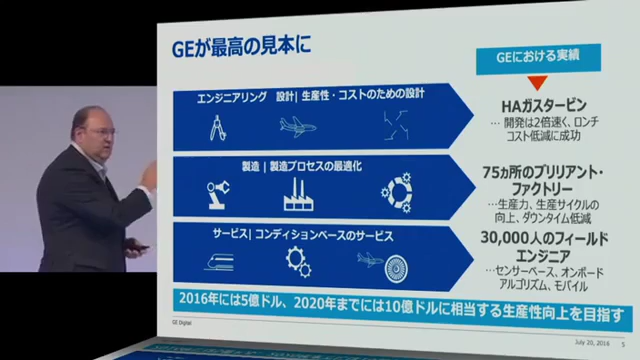 GEが最高の見本に
GEにおける実績
エンジニアリング 設計| 生産性・コストのための設計
HAガスタービン
… 開発は2倍速く、ロンチ
コスト低減に成功
製造 | 製造プロセスの最適化
75ヵ所のブリリアント・
ファクトリー
…生産力、生産サイクルの
向上、ダウンタイム低減
サービス| コンディションベースのサービス
30,000人のフィールド
エンジニア
…センサーベース、オンボード
アルゴリズム、モバイル
2016年には5億ドル、2020年までには10億ドルに相当する生産性向上を目指す
GE Digital
July 20, 2016
5